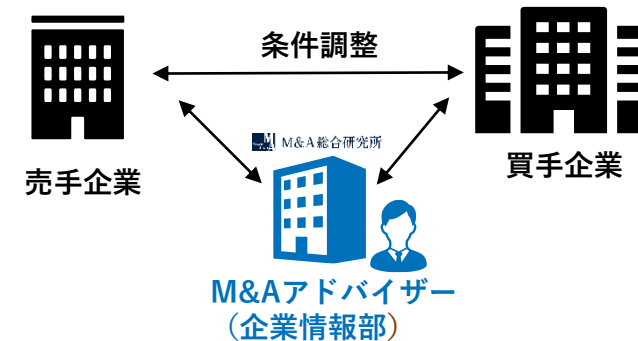 条件調整
M&A総合研究所
売手企業
買手企業
M&Aアドバイザー
（企業情報部）